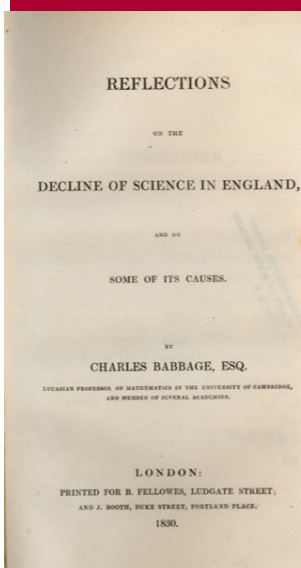 REFLECTIONS
ON THE
DECLINE OF SCIENCE IN ENGLAND,
AND ON
SOME OF ITS CAUSES.
BY
CHARLES BABBAGE, ESQ.
LUCASIAN PROFESSOR OF MATHEMATICS IN THE UNIVERSITY OF CAMBRIDGE,
AND MEMBER OF SEVERAL ACADEMIES.
LONDON:
PRINTED FOR B. FELLOWES, LUDGATE STREET;
AND J. BOOTH, DUKE STREET, PORTLAND PLACE.
1830.